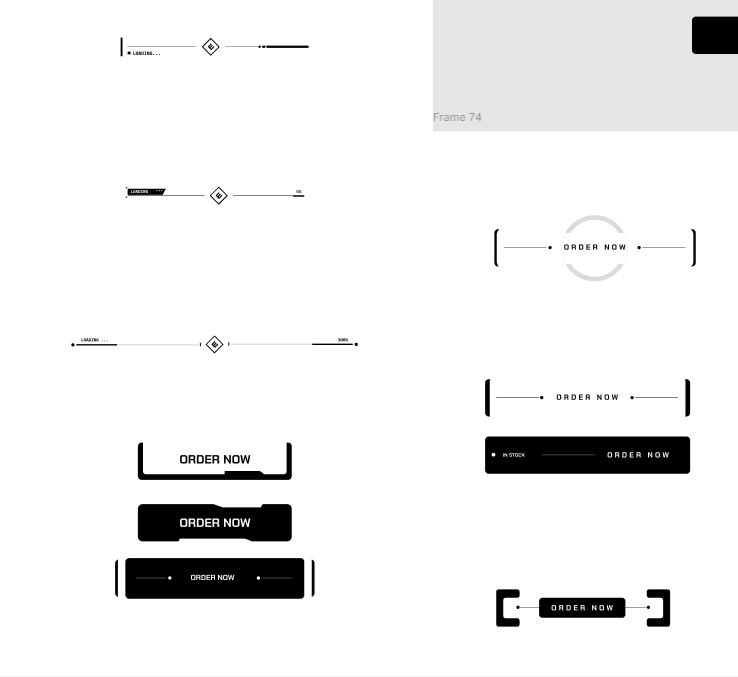 LOADING...
Frame 74
LOADING
ORDER NOW
LOADING ...
100%
ORDER NOW
ORDER NOW
IN STOCK
ORDER NOW
ORDER NOW
ORDER NOW
ORDER NOW